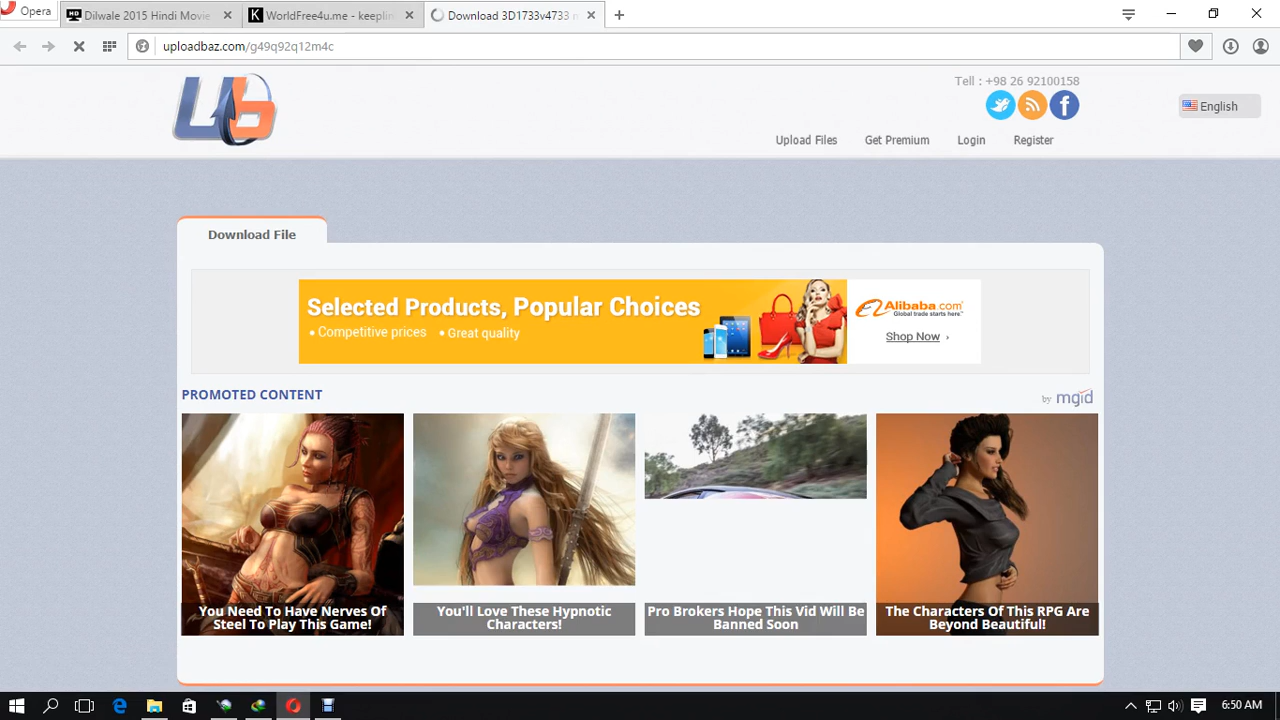 Opera
Dilwale 2015 Hindi Movie
WorldFree4u.me - keeplin
Download 3D1733v4733 m
uploadbaz.com/g49q92q12m4c
Ub
Tell : +98 26 92100158
English
Upload Files
Get Premium
Login
Register
Download File
Selected Products, Popular Choices
• Competitive prices • Great quality
Alibaba.com
Global trade starts here.™
Shop Now ›
PROMOTED CONTENT
by mgid
You Need To Have Nerves Of
Steel To Play This Game!
You'll Love These Hypnotic
Characters!
Pro Brokers Hope This Vid Will Be
Banned Soon
The Characters Of This RPG Are
Beyond Beautiful!
6:50 AM